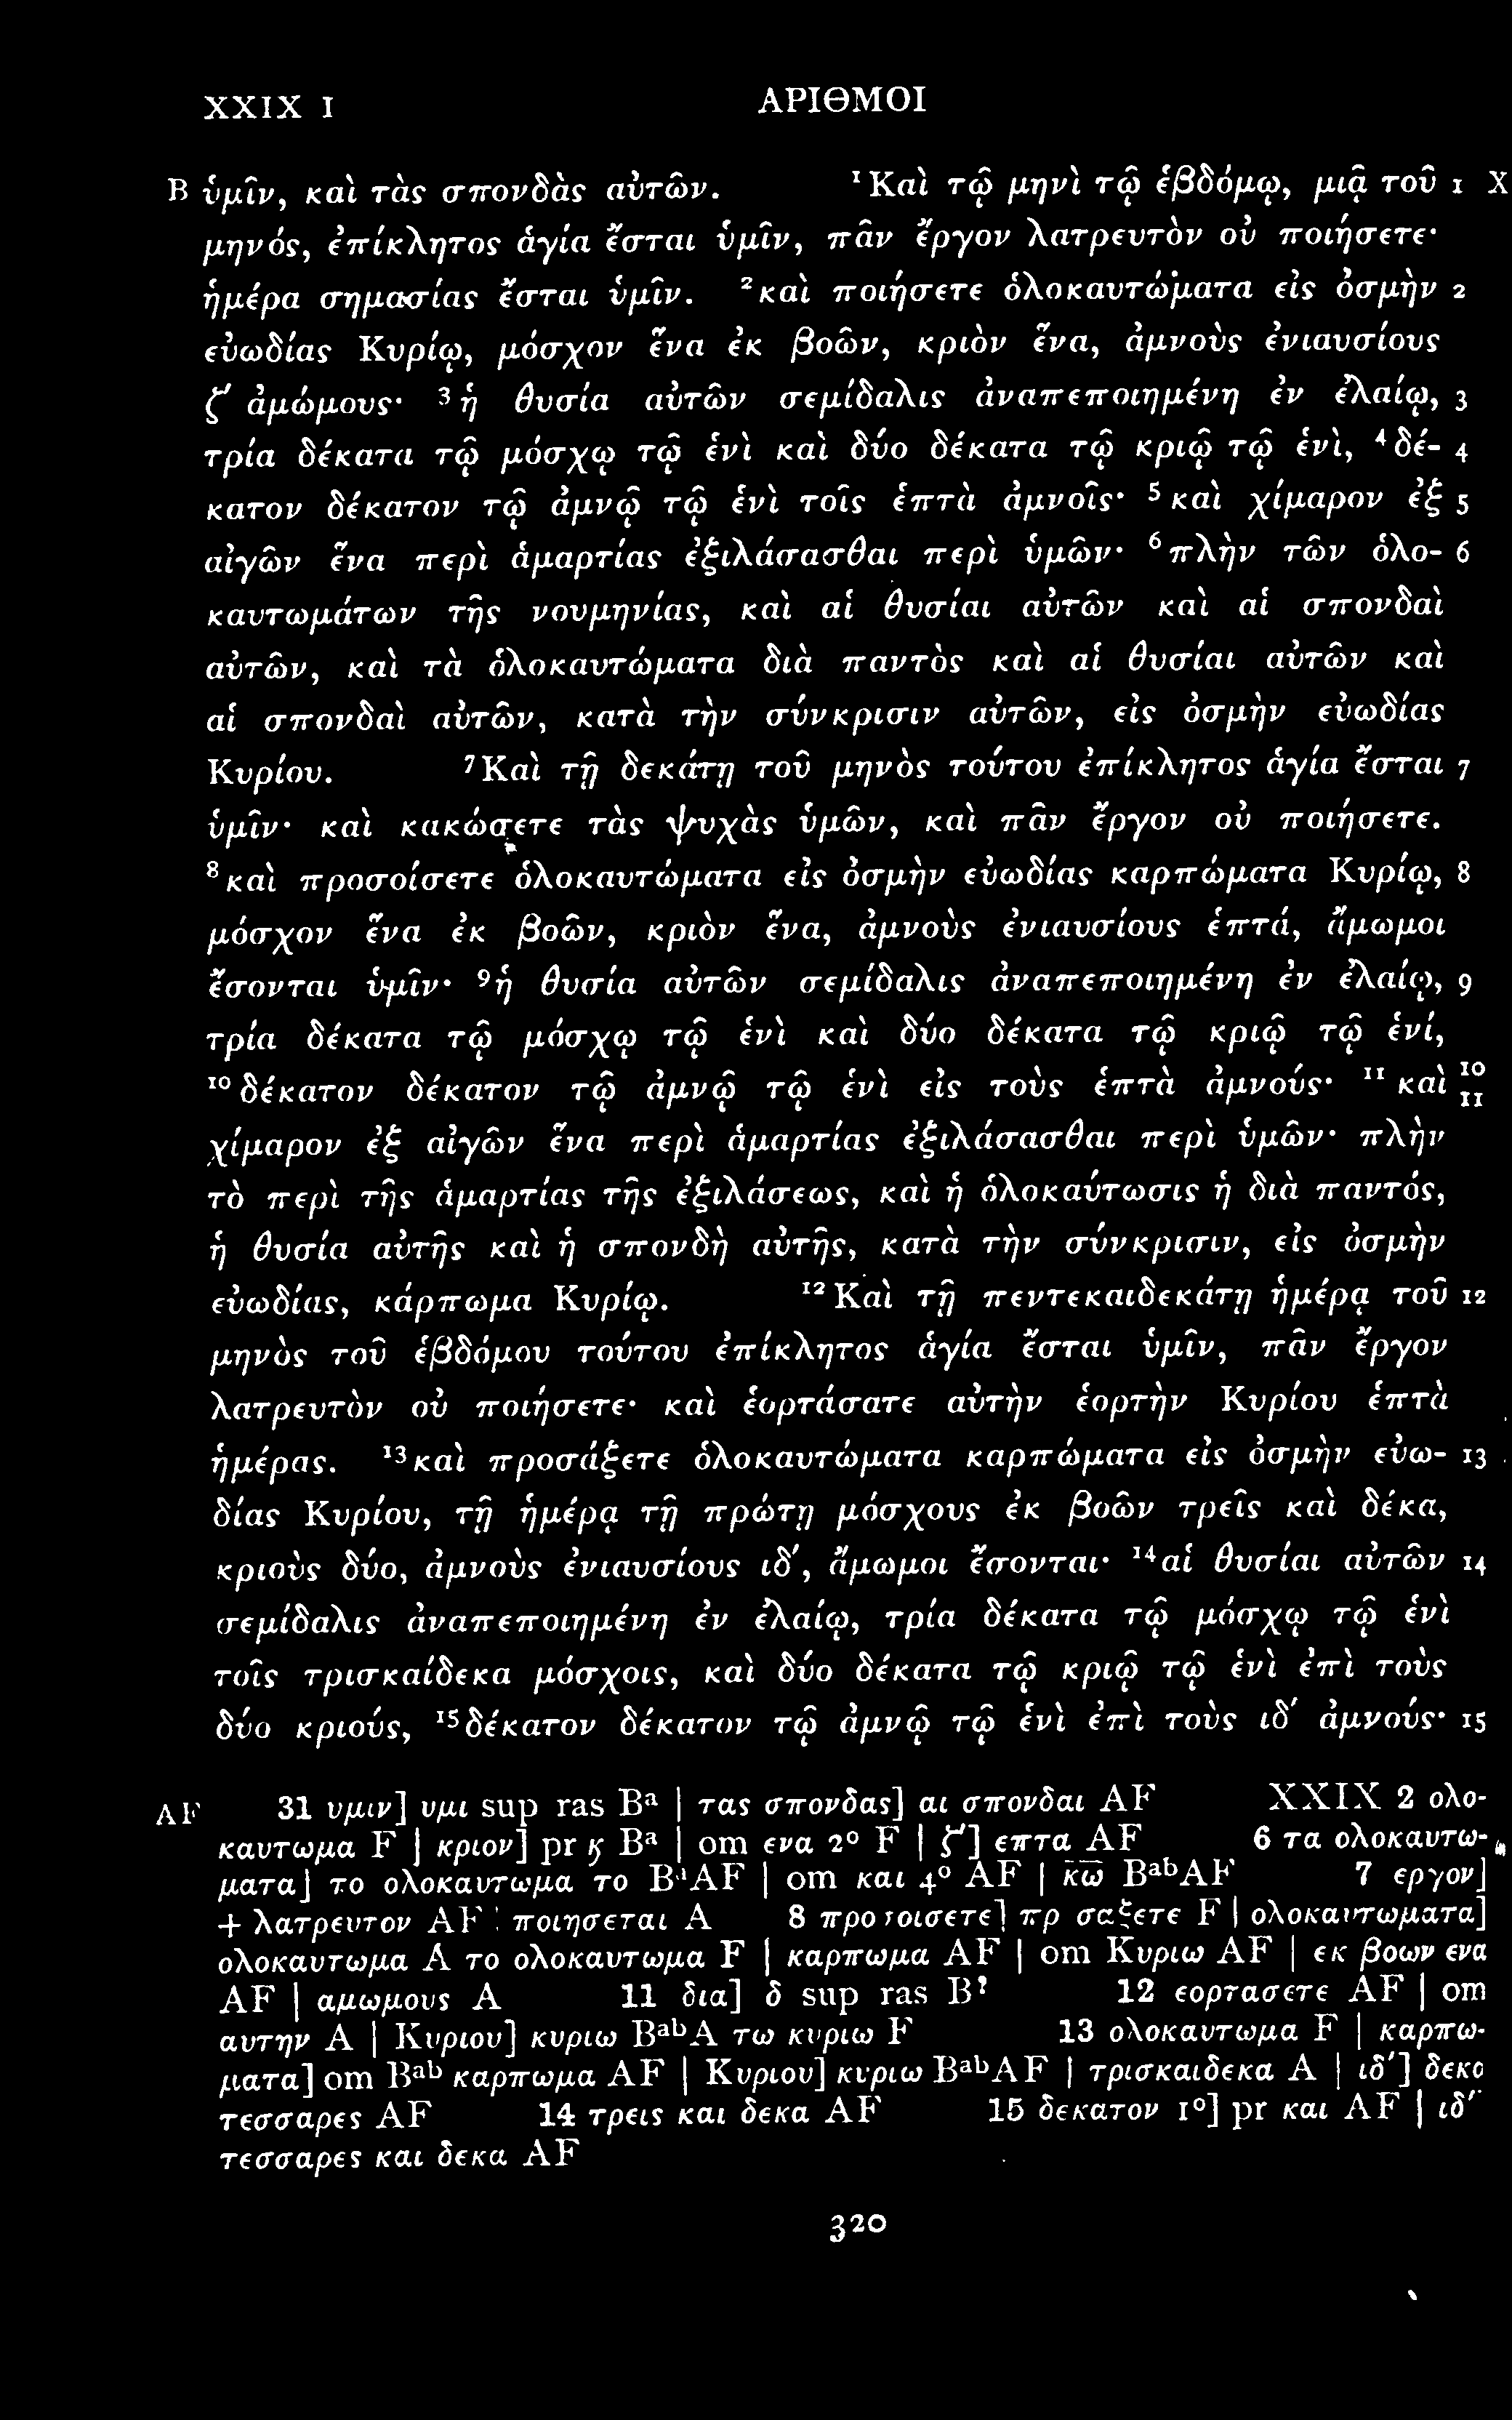 XXIX 1 ΑΡΙΘΜΟΙ
B ὑμῖν, καὶ τὰς σπονδὰς αὐτῶν. ¹Καὶ τῷ μηνὶ τῷ ἑβδόμῳ, μιᾷ τοῦ 1 X
μηνός, ἐπίκλητος ἁγία ἔσται ὑμῖν, πᾶν ἔργον λατρευτὸν οὐ ποιήσετε·
ἡμέρα σημασίας ἔσται ὑμῖν. ²καὶ ποιήσετε ὁλοκαυτώματα εἰς ὀσμὴν 2
εὐωδίας Κυρίῳ, μόσχον ἕνα ἐκ βοῶν, κριὸν ἕνα, ἀμνοὺς ἐνιαυσίους
ζʹ ἀμώμους· ³ἡ θυσία αὐτῶν σεμίδαλις ἀναπεποιημένη ἐν ἐλαίῳ, 3
τρία δέκατα τῷ μόσχῳ τῷ ἑνὶ καὶ δύο δέκατα τῷ κριῷ τῷ ἑνὶ, ⁴δέ- 4
κατον δέκατον τῷ ἀμνῷ τῷ ἑνὶ τοῖς ἑπτὰ ἀμνοῖς· ⁵καὶ χίμαρον ἐξ 5
αἰγῶν ἕνα περὶ ἁμαρτίας ἐξιλάσασθαι περὶ ὑμῶν· ⁶πλὴν τῶν ὁλο- 6
καυτωμάτων τῆς νουμηνίας, καὶ αἱ θυσίαι αὐτῶν καὶ αἱ σπονδαὶ
αὐτῶν, καὶ τὰ ὁλοκαυτώματα διὰ παντὸς καὶ αἱ θυσίαι αὐτῶν καὶ
αἱ σπονδαὶ αὐτῶν, κατὰ τὴν σύνκρισιν αὐτῶν, εἰς ὀσμὴν εὐωδίας
Κυρίου. ⁷Καὶ τῇ δεκάτῃ τοῦ μηνὸς τούτου ἐπίκλητος ἁγία ἔσται 7
ὑμῖν· καὶ κακώσετε τὰς ψυχὰς ὑμῶν, καὶ πᾶν ἔργον οὐ ποιήσετε.
⁸καὶ προσοίσετε ὁλοκαυτώματα εἰς ὀσμὴν εὐωδίας καρπώματα Κυρίῳ, 8
μόσχον ἕνα ἐκ βοῶν, κριὸν ἕνα, ἀμνοὺς ἐνιαυσίους ἑπτά, ἄμωμοι
ἔσονται ὑμῖν· ⁹ἡ θυσία αὐτῶν σεμίδαλις ἀναπεποιημένη ἐν ἐλαίῳ, 9
τρία δέκατα τῷ μόσχῳ τῷ ἑνὶ καὶ δύο δέκατα τῷ κριῷ τῷ ἑνί,
¹⁰δέκατον δέκατον τῷ ἀμνῷ τῷ ἑνὶ εἰς τοὺς ἑπτὰ ἀμνούς· ¹¹καὶ 10 11
χίμαρον ἐξ αἰγῶν ἕνα περὶ ἁμαρτίας ἐξιλάσασθαι περὶ ὑμῶν· πλὴν
τὸ περὶ τῆς ἁμαρτίας τῆς ἐξιλάσεως, καὶ ἡ ὁλοκαύτωσις ἡ διὰ παντός,
ἡ θυσία αὐτῆς καὶ ἡ σπονδὴ αὐτῆς, κατὰ τὴν σύνκρισιν, εἰς ὀσμὴν
εὐωδίας, κάρπωμα Κυρίῳ. ¹²Καὶ τῇ πεντεκαιδεκάτῃ ἡμέρᾳ τοῦ 12
μηνὸς τοῦ ἑβδόμου τούτου ἐπίκλητος ἁγία ἔσται ὑμῖν, πᾶν ἔργον
λατρευτὸν οὐ ποιήσετε· καὶ ἑορτάσατε αὐτὴν ἑορτὴν Κυρίου ἑπτὰ
ἡμέρας. ¹³καὶ προσάξετε ὁλοκαυτώματα καρπώματα εἰς ὀσμὴν εὐω- 13
δίας Κυρίου, τῇ ἡμέρᾳ τῇ πρώτῃ μόσχους ἐκ βοῶν τρεῖς καὶ δέκα,
κριοὺς δύο, ἀμνοὺς ἐνιαυσίους ιδʹ, ἄμωμοι ἔσονται· ¹⁴αἱ θυσίαι αὐτῶν 14
σεμίδαλις ἀναπεποιημένη ἐν ἐλαίῳ, τρία δέκατα τῷ μόσχῳ τῷ ἑνὶ
τοῖς τρισκαίδεκα μόσχοις, καὶ δύο δέκατα τῷ κριῷ τῷ ἑνὶ ἐπὶ τοὺς
δύο κριούς, ¹⁵δέκατον δέκατον τῷ ἀμνῷ τῷ ἑνὶ ἐπὶ τοὺς ιδʹ ἀμνούς· 15
AF 31 υμιν] υμι sup ras Bᵃ | τας σπονδας] αι σπονδαι AF XXIX 2 ολο-
καυτωμα F | κριον] pr ϗ Bᵃ | om ενα 2° F | ζʹ] επτα AF 6 τα ολοκαυτω-
ματα] το ολοκαυτωμα το BᵃAF | om και 4° AF | κω̅ BᵃᵇAF 7 εργον]
+ λατρευτον AF | ποιησεται A 8 προσοισετε] πρ σαξετε F | ολοκαυτωματα]
ολοκαυτωμα A το ολοκαυτωμα F | καρπωμα AF | om Κυριω AF | εκ βοων ενα
AF | αμωμους A 11 δια] δ sup ras B? 12 εορτασετε AF | om
αυτην A | Κυριου] κυριω BᵃᵇA τω κυριω F 13 ολοκαυτωμα F | καρπω-
ματα] om Bᵃᵇ καρπωμα AF | Κυριου] κυριω BᵃᵇAF | τρισκαιδεκα A | ιδʹ] δεκα
τεσσαρες AF 14 τρεις και δεκα AF 15 δεκατον 1°] pr και AF | ιδʹ
τεσσαρες και δεκα AF
320